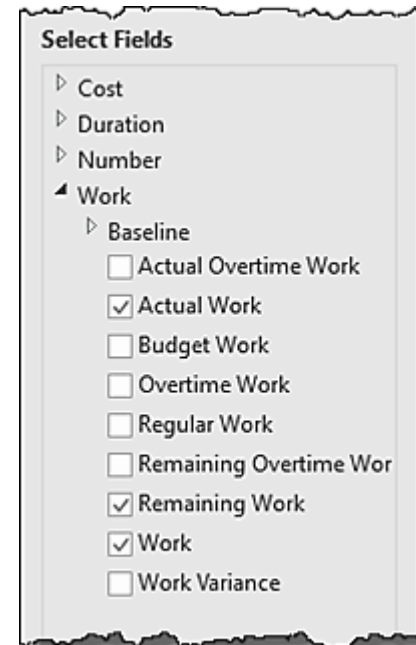 Select Fields
Cost
Duration
Number
Work
Baseline
Actual Overtime Work
Actual Work
Budget Work
Overtime Work
Regular Work
Remaining Overtime Wor
Remaining Work
Work
Work Variance